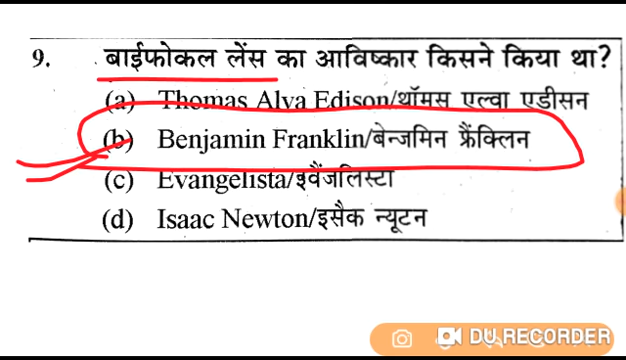 9. बाईफोकल लेंस का आविष्कार किसने किया था?
(a) Thomas Alva Edison/थॉमस एल्वा एडीसन
(b) Benjamin Franklin/बेन्जमिन फ्रैंक्लिन
(c) Evangelista/इवैंजलिस्टा
(d) Isaac Newton/इसैक न्यूटन
DU RECORDER